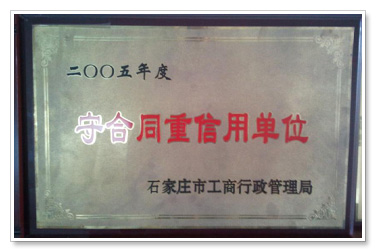 二〇〇五年度
守合同重信用单位
石家庄市工商行政管理局